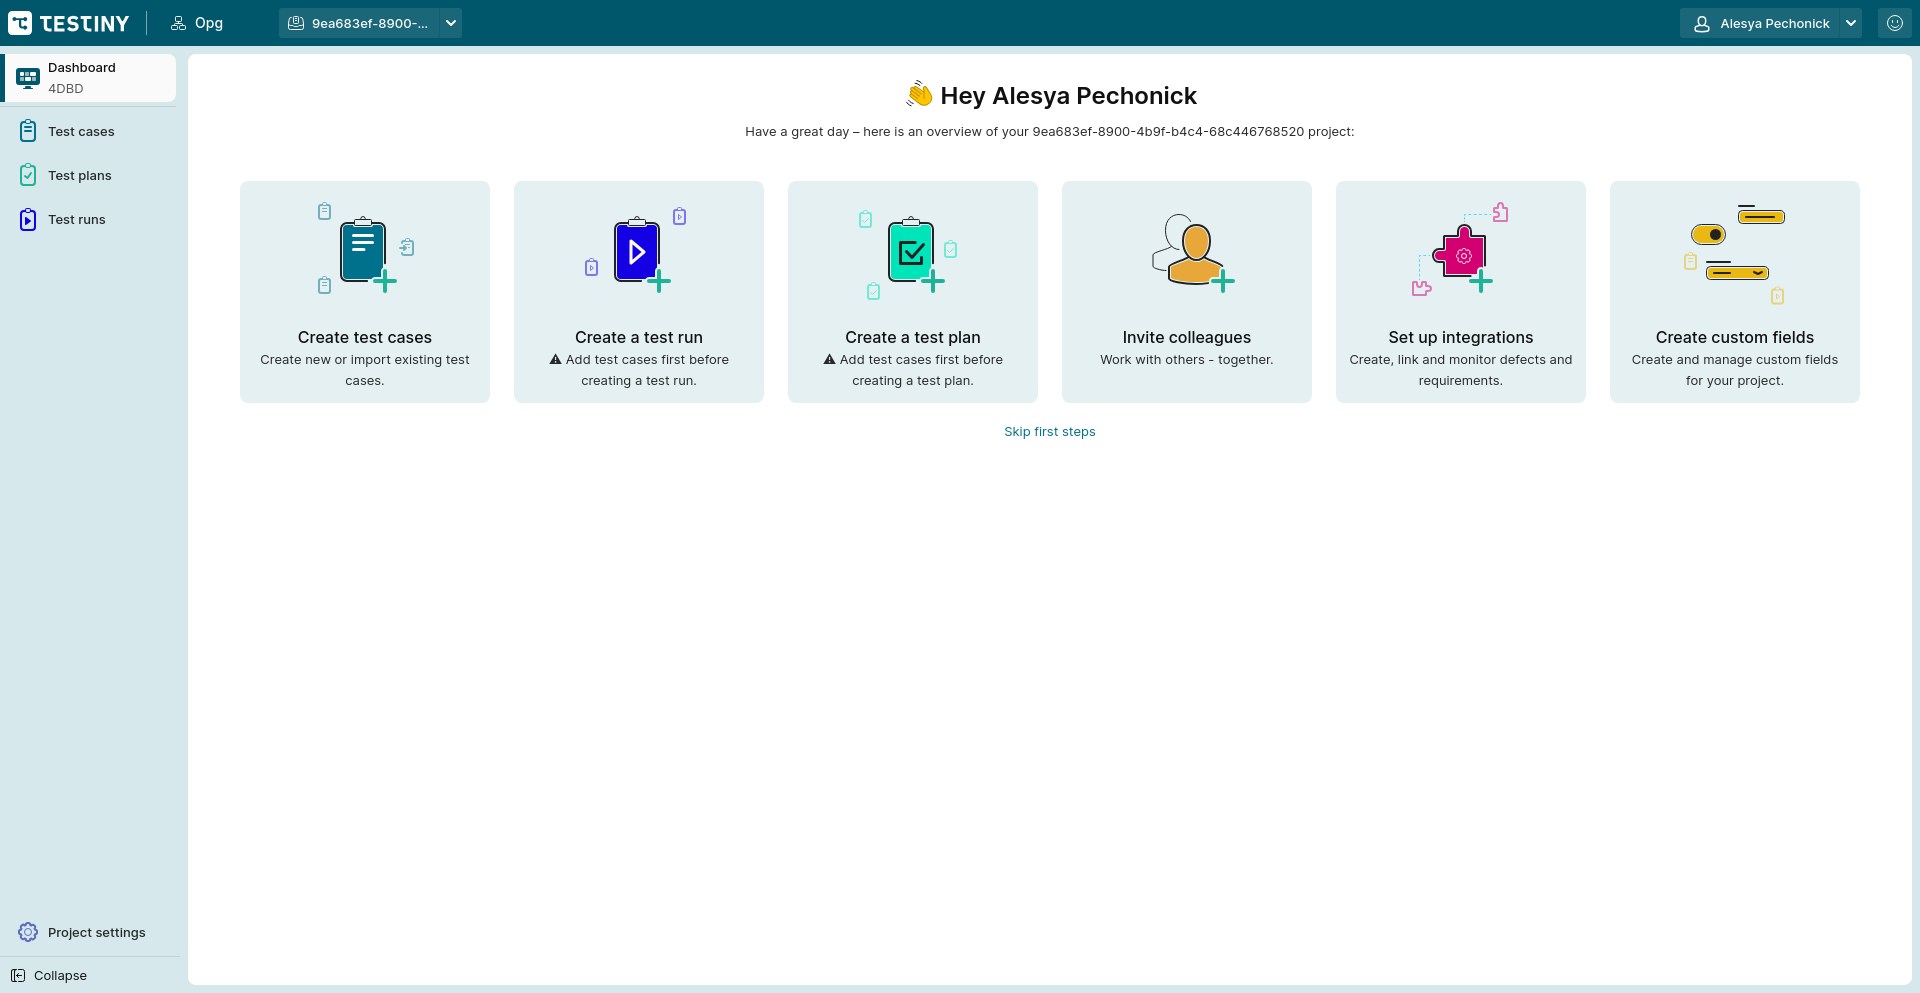 TESTINY
Opg
9ea683ef-8900-...
Alesya Pechonick
Dashboard
4DBD
Test cases
Test plans
Test runs
Project settings
Collapse
👋 Hey Alesya Pechonick
Have a great day – here is an overview of your 9ea683ef-8900-4b9f-b4c4-68c446768520 project:
Create test cases
Create new or import existing test
cases.
Create a test run
⚠ Add test cases first before
creating a test run.
Create a test plan
⚠ Add test cases first before
creating a test plan.
Invite colleagues
Work with others - together.
Set up integrations
Create, link and monitor defects and
requirements.
Create custom fields
Create and manage custom fields
for your project.
Skip first steps